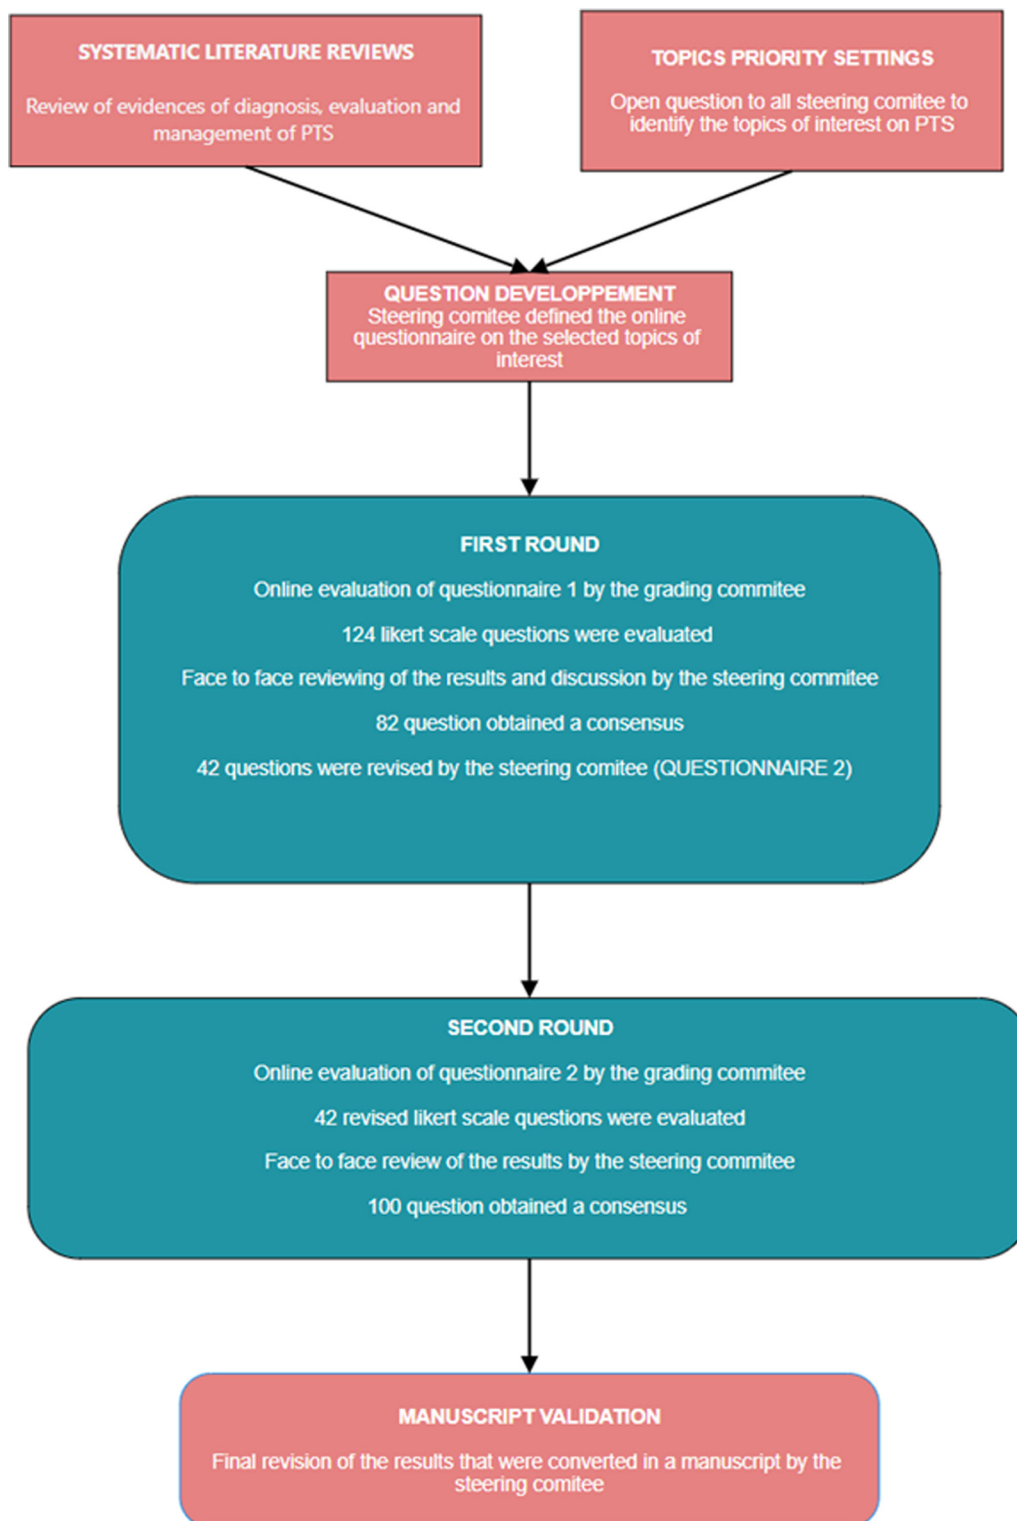 SYSTEMATIC LITERATURE REVIEWS
Review of evidences of diagnosis, evaluation and
management of PTS
TOPICS PRIORITY SETTINGS
Open question to all steering comitee to
identify the topics of interest on PTS
QUESTION DEVELOPPEMENT
Steering comitee defined the online
questionnaire on the selected topics of
interest
FIRST ROUND
Online evaluation of questionnaire 1 by the grading commitee
124 likert scale questions were evaluated
Face to face reviewing of the results and discussion by the steering commitee
82 question obtained a consensus
42 questions were revised by the steering comitee (QUESTIONNAIRE 2)
SECOND ROUND
Online evaluation of questionnaire 2 by the grading commitee
42 revised likert scale questions were evaluated
Face to face review of the results by the steering commitee
100 question obtained a consensus
MANUSCRIPT VALIDATION
Final revision of the results that were converted in a manuscript by the
steering comitee